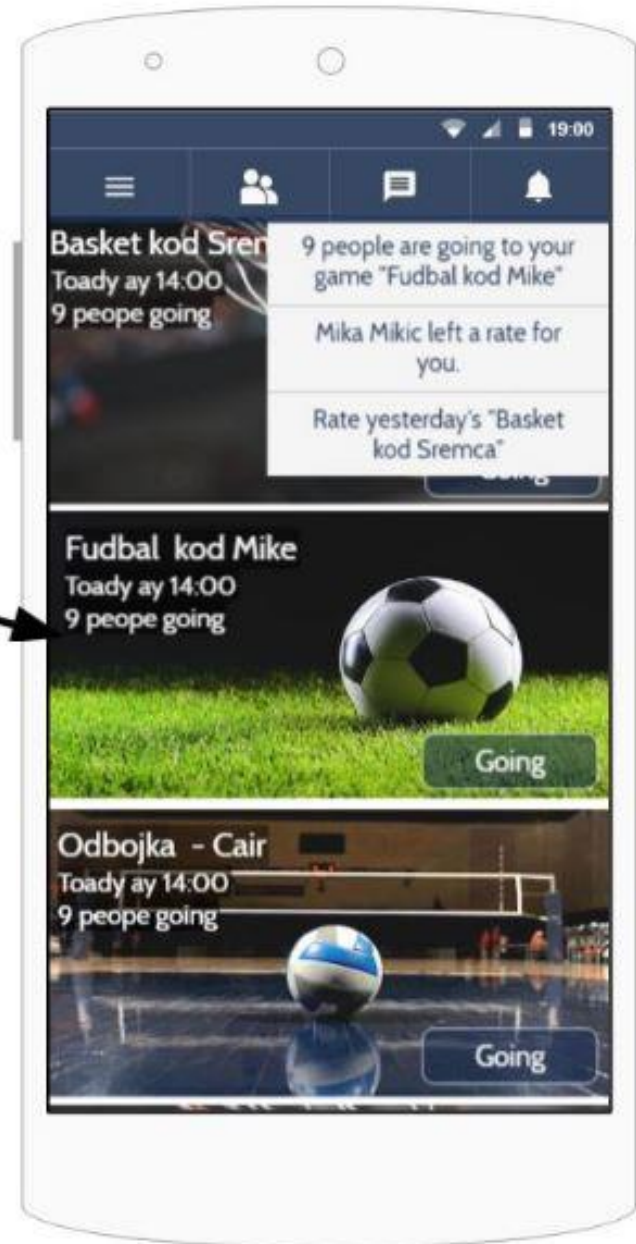 19:00
Basket kod Srem
Toady ay 14:00
9 peope going
9 people are going to your
game "Fudbal kod Mike"
Mika Mikic left a rate for
you.
Rate yesterday's "Basket
kod Sremca"
Going
Fudbal kod Mike
Toady ay 14:00
9 peope going
Going
Odbojka - Cair
Toady ay 14:00
9 peope going
Going